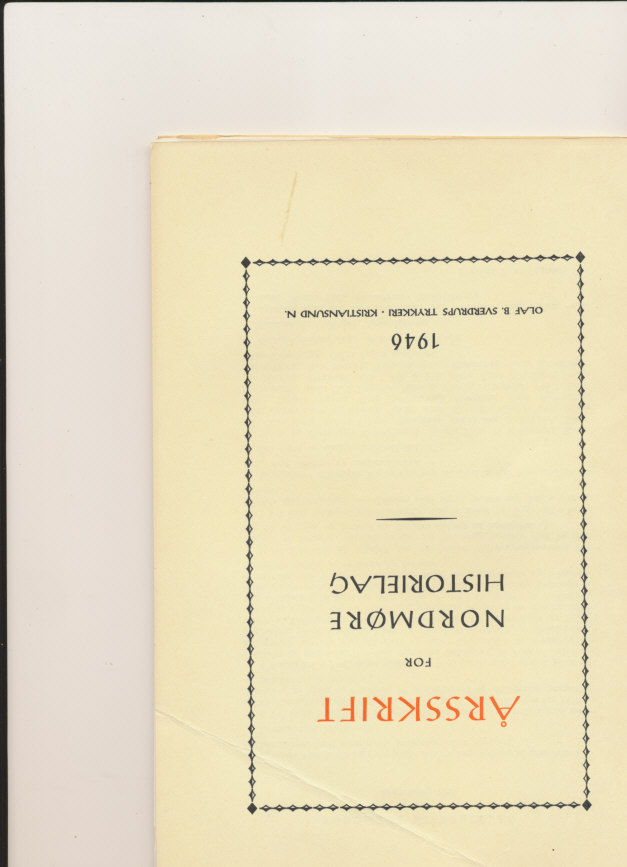 ÅRSSKRIFT
FOR
NORDMØRE
HISTORIELAG
1946
OLAF B. SVERDRUPS TRYKKERI · KRISTIANSUND N.